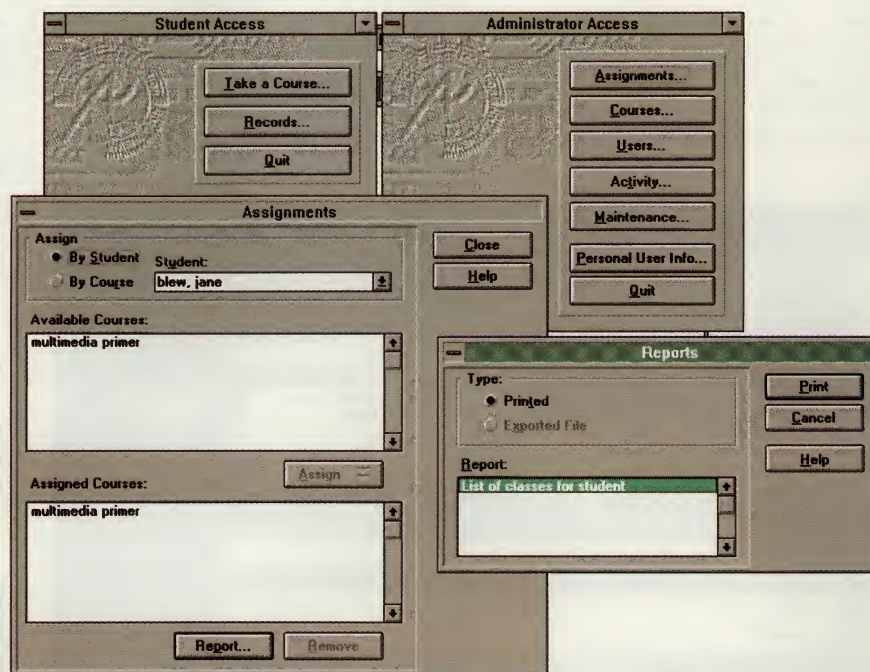 Student Access
Take a Course...
Records...
Quit
Administrator Access
Assignments...
Courses...
Users...
Activity...
Maintenance...
Personal User Info...
Quit
Assignments
Assign
By Student
By Course
Student:
blew, jane
Close
Help
Available Courses:
multimedia primer
Assign
Assigned Courses:
multimedia primer
Report...
Remove
Reports
Type:
Printed
Exported File
Print
Cancel
Help
Report:
List of classes for student